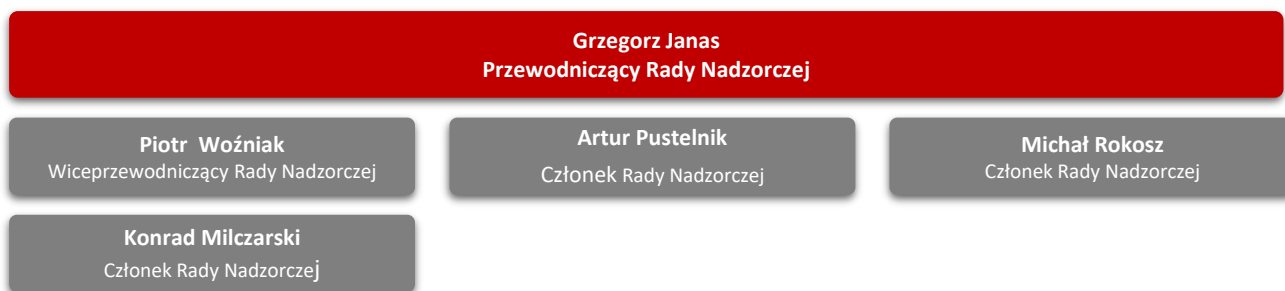 Grzegorz Janas
Przewodniczący Rady Nadzorczej
Piotr Woźniak
Wiceprzewodniczący Rady Nadzorczej
Artur Pustelnik
Członek Rady Nadzorczej
Michał Rokosz
Członek Rady Nadzorczej
Konrad Milczarski
Członek Rady Nadzorczej